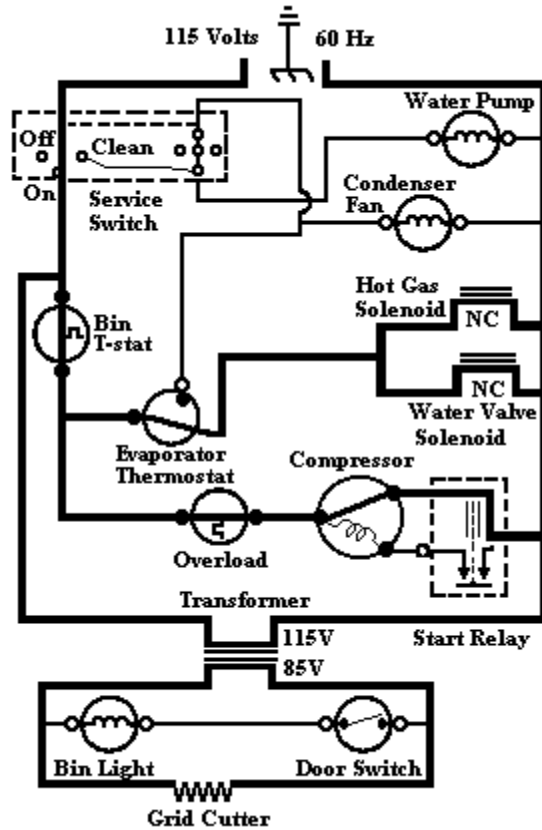 115 Volts
60 Hz
Water Pump
Off
Clean
On
Service
Switch
Condenser
Fan
Hot Gas
Solenoid
NC
Bin
T-stat
NC
Water Valve
Solenoid
Evaporator
Thermostat
Compressor
Overload
Transformer
115V
Start Relay
85V
Bin Light
Door Switch
Grid Cutter